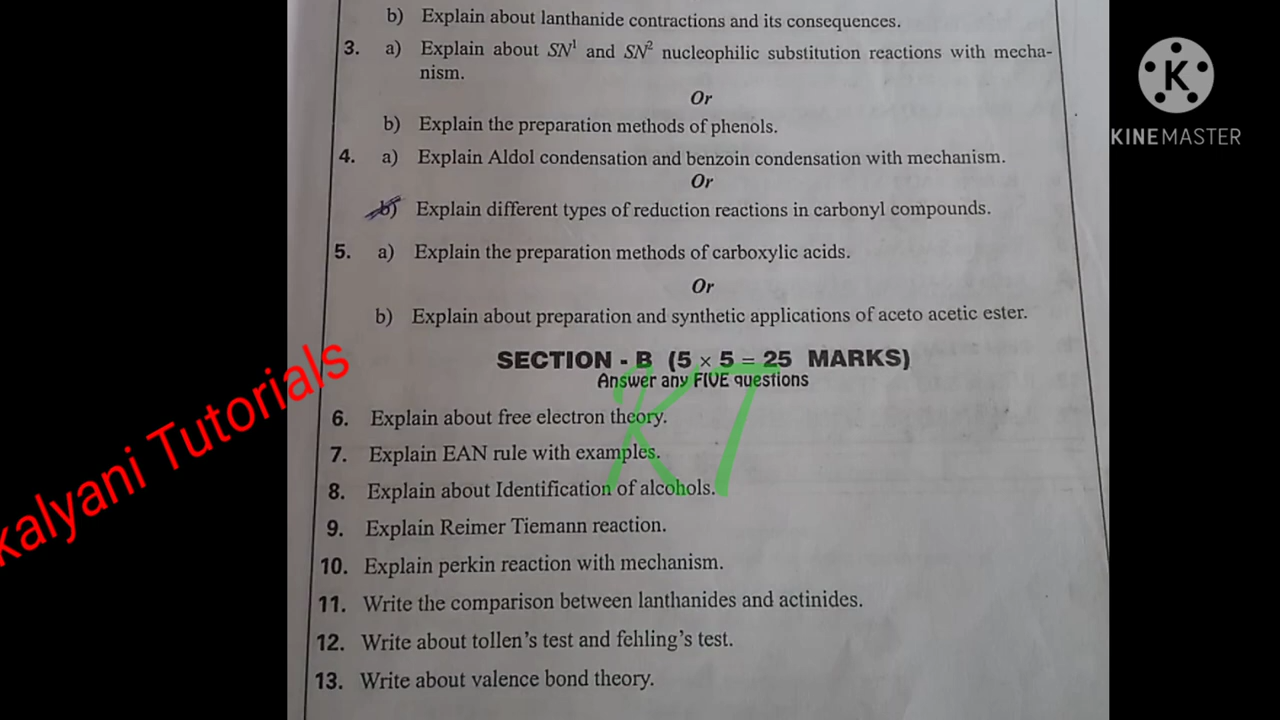 b) Explain about lanthanide contractions and its consequences.
3. a) Explain about SN¹ and SN² nucleophilic substitution reactions with mecha-
nism.
Or
b) Explain the preparation methods of phenols.
4. a) Explain Aldol condensation and benzoin condensation with mechanism.
Or
b) Explain different types of reduction reactions in carbonyl compounds.
5. a) Explain the preparation methods of carboxylic acids.
Or
b) Explain about preparation and synthetic applications of aceto acetic ester.
SECTION - B (5 × 5 = 25 MARKS)
Answer any FIVE questions
6. Explain about free electron theory.
7. Explain EAN rule with examples.
8. Explain about Identification of alcohols.
9. Explain Reimer Tiemann reaction.
10. Explain perkin reaction with mechanism.
11. Write the comparison between lanthanides and actinides.
12. Write about tollen's test and fehling's test.
13. Write about valence bond theory.
kalyani Tutorials
KT
K
KINEMASTER